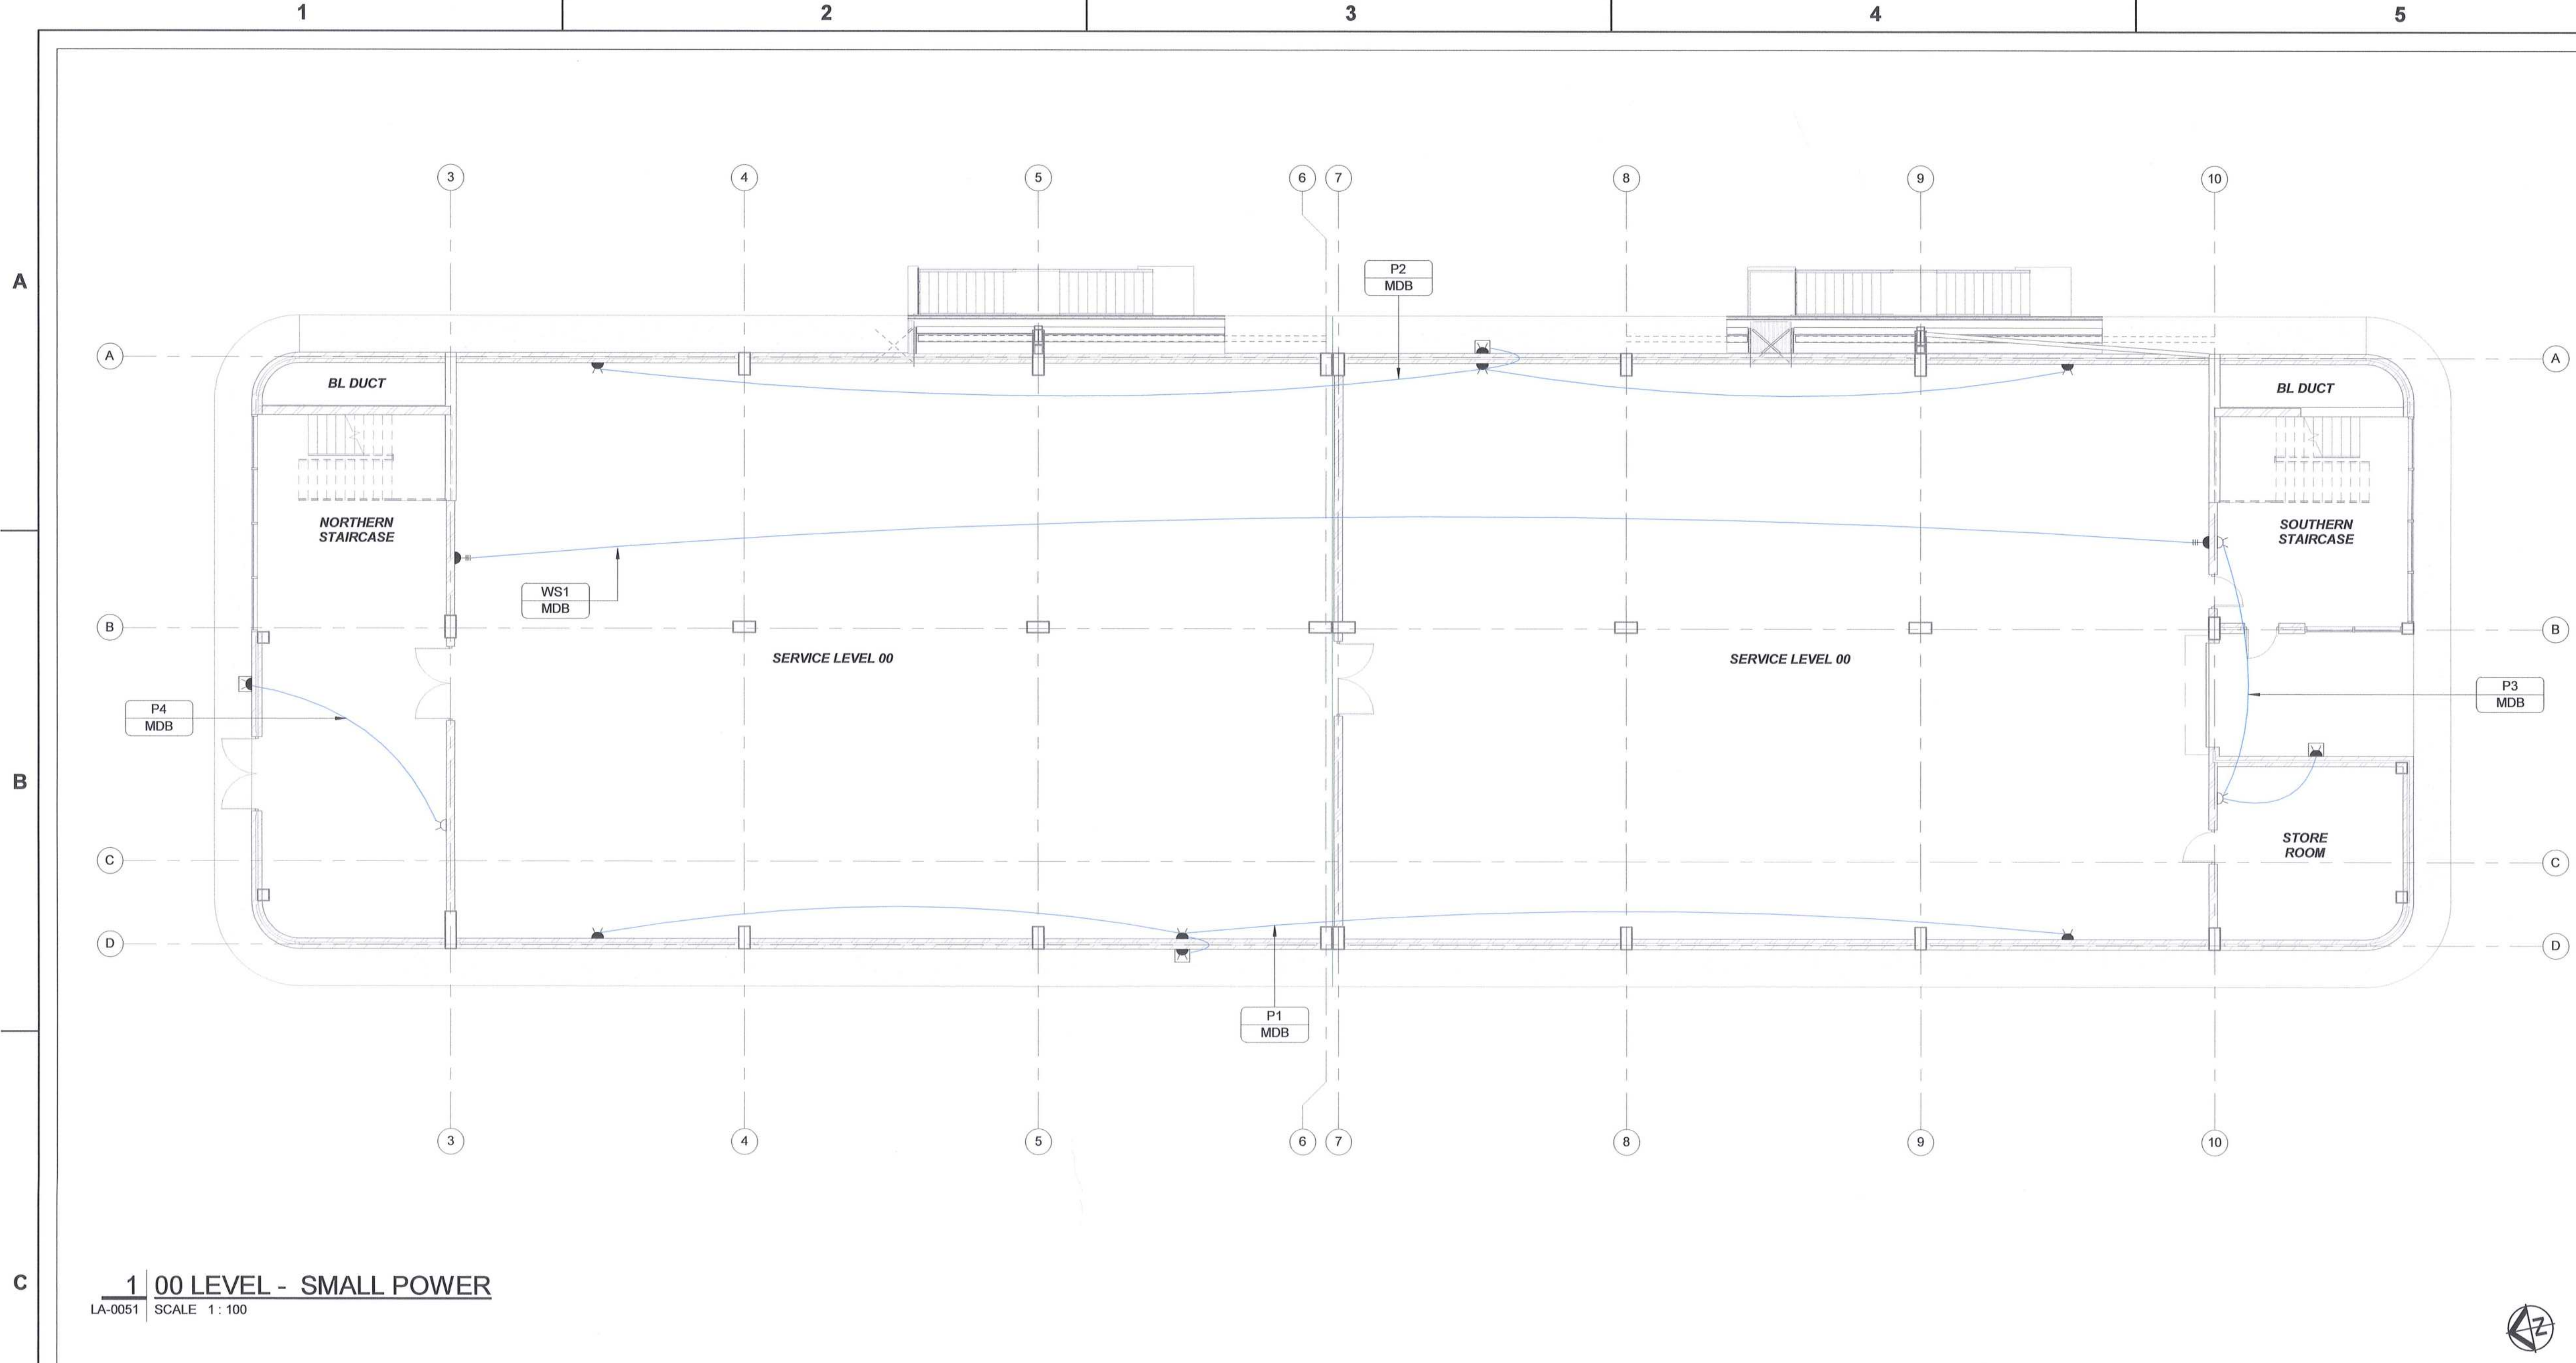 1 2 3 4 5
3 4 5 6 7 8 9 10
A
P2
MDB
A A
BL DUCT
BL DUCT
NORTHERN
STAIRCASE
SOUTHERN
STAIRCASE
WS1
MDB
B B
SERVICE LEVEL 00
SERVICE LEVEL 00
P4
MDB
P3
MDB
B
STORE
ROOM
C C
D D
P1
MDB
3 4 5 6 7 8 9 10
C
1 00 LEVEL - SMALL POWER
LA-0051 SCALE 1 : 100
Z